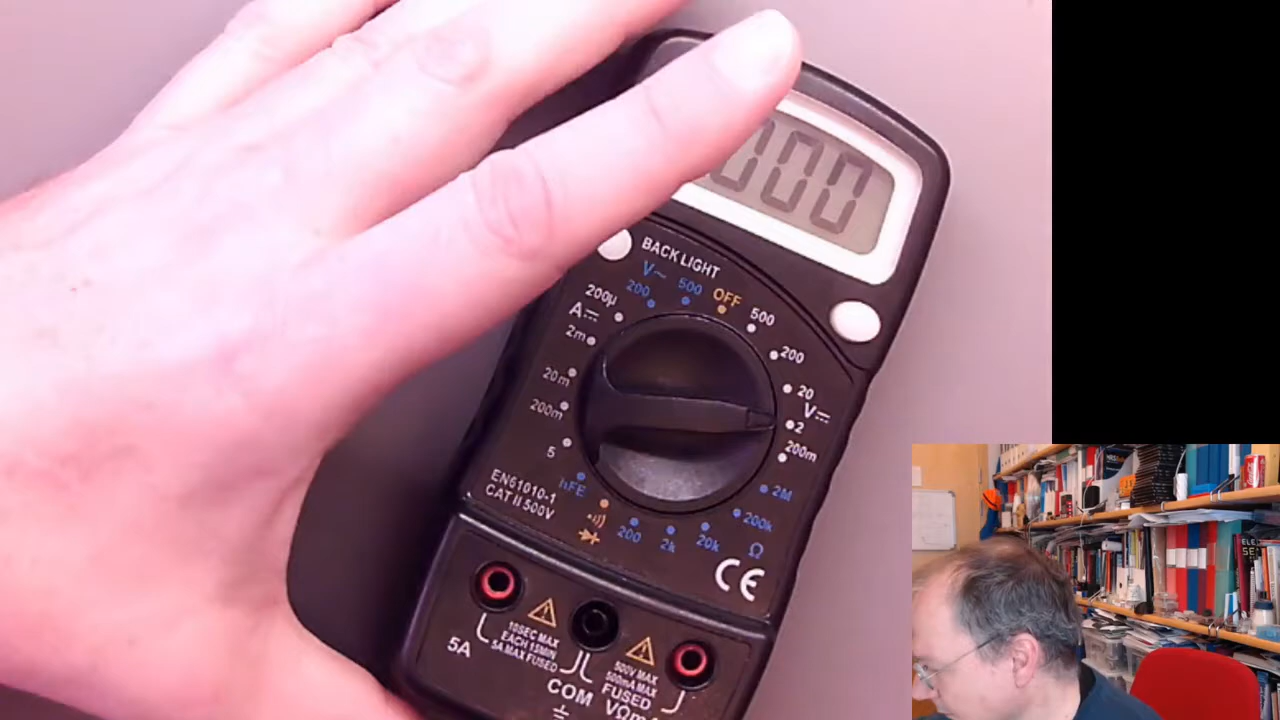 000
BACK LIGHT
V~
200
500
OFF
500
200
20
V⎓
2
200m
200µ
A⎓
2m
20m
200m
5
hFE
2M
200k
Ω
20k
2k
200
EN61010-1
CAT II 500V
CE
5A
10SEC MAX
EACH 15MIN
5A MAX FUSED
COM
500V MAX
500mA MAX
FUSED